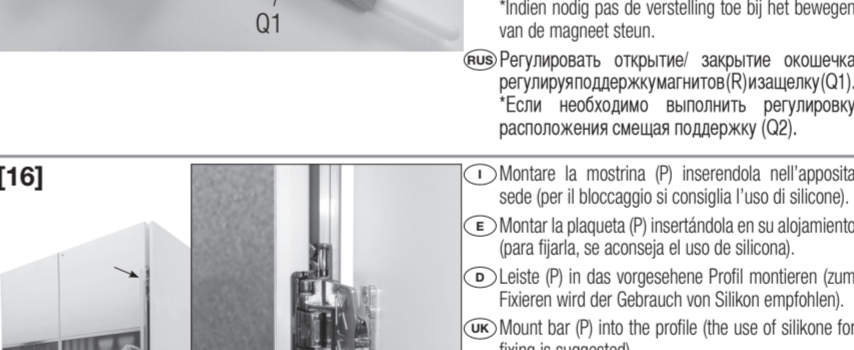 Q1
*Indien nodig pas de verstelling toe bij het bewegen
van de magneet steun.
RUS Регулировать открытие/ закрытие окошечка
регулируяподдержкумагнитов(R)изащелку(Q1).
*Если необходимо выполнить регулировку
расположения смещая поддержку (Q2).
[16]
I Montare la mostrina (P) inserendola nell'apposita
sede (per il bloccaggio si consiglia l'uso di silicone).
E Montar la plaqueta (P) insertándola en su alojamiento
(para fijarla, se aconseja el uso de silicona).
D Leiste (P) in das vorgesehene Profil montieren (zum
Fixieren wird der Gebrauch von Silikon empfohlen).
UK Mount bar (P) into the profile (the use of silikone for
fixing is suggested)